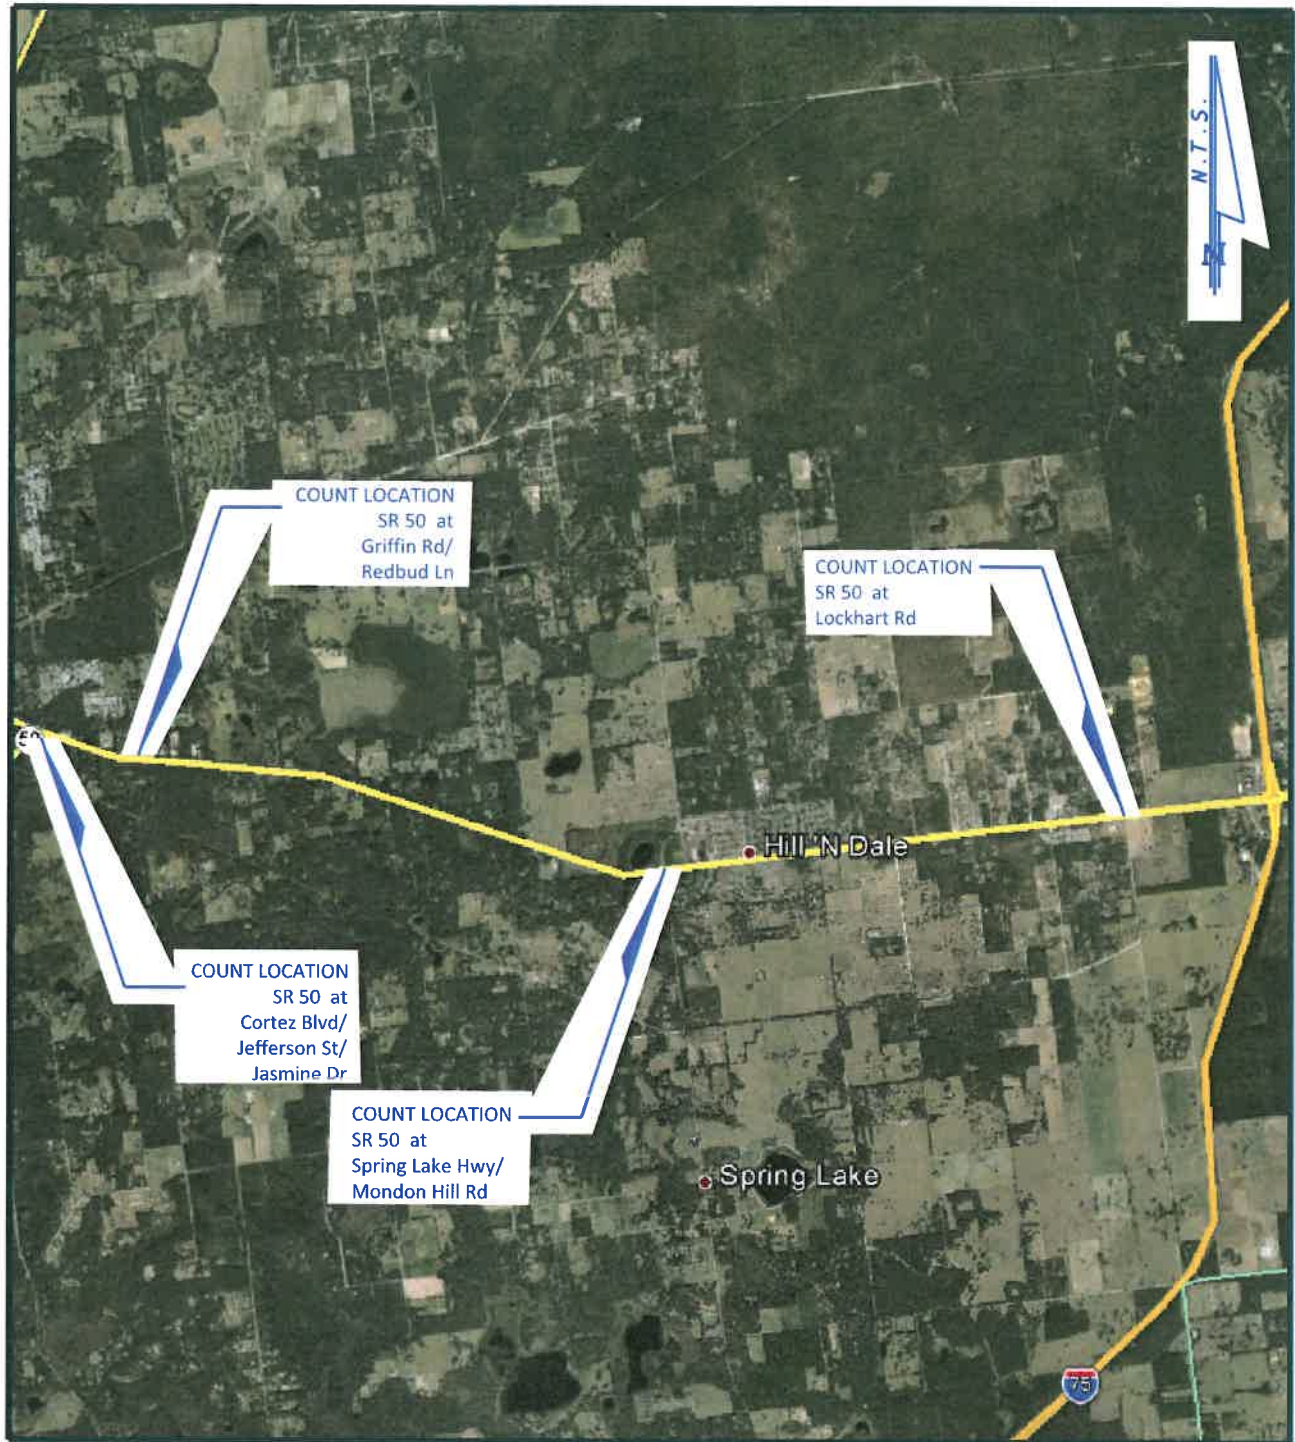 N.T.S.
N
COUNT LOCATION
SR 50 at
Griffin Rd/
Redbud Ln
COUNT LOCATION
SR 50 at
Lockhart Rd
50
Hill 'N Dale
COUNT LOCATION
SR 50 at
Cortez Blvd/
Jefferson St/
Jasmine Dr
COUNT LOCATION
SR 50 at
Spring Lake Hwy/
Mondon Hill Rd
Spring Lake
75